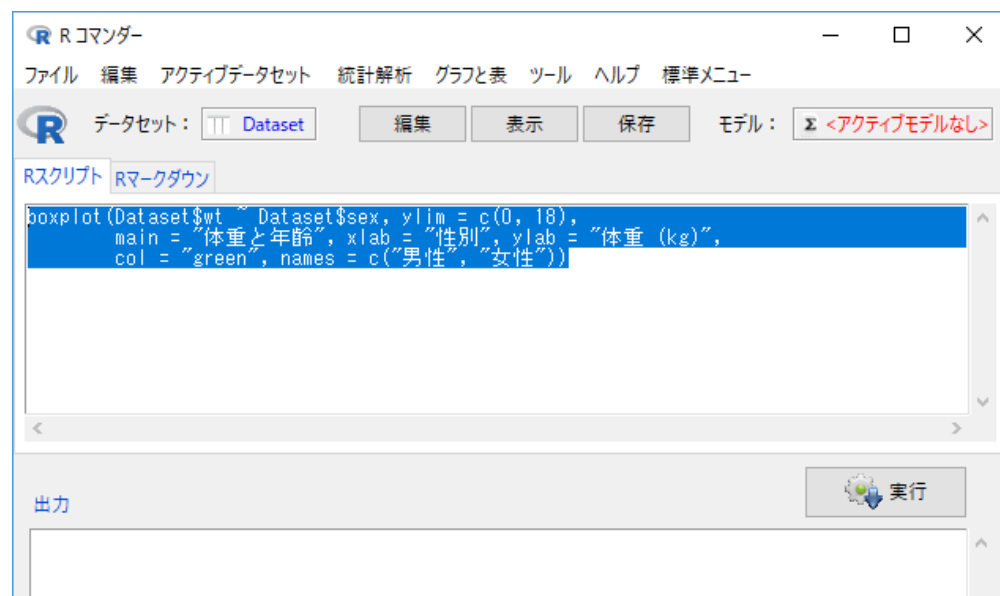 R コマンダー
ファイル 編集 アクティブデータセット 統計解析 グラフと表 ツール ヘルプ 標準メニュー
R データセット： Dataset 編集 表示 保存 モデル： Σ <アクティブモデルなし>
Rスクリプト Rマークダウン
boxplot(Dataset$wt ~ Dataset$sex, ylim = c(0, 18),
main = "体重と年齢", xlab = "性別", ylab = "体重 (kg)",
col = "green", names = c("男性", "女性"))
実行
出力